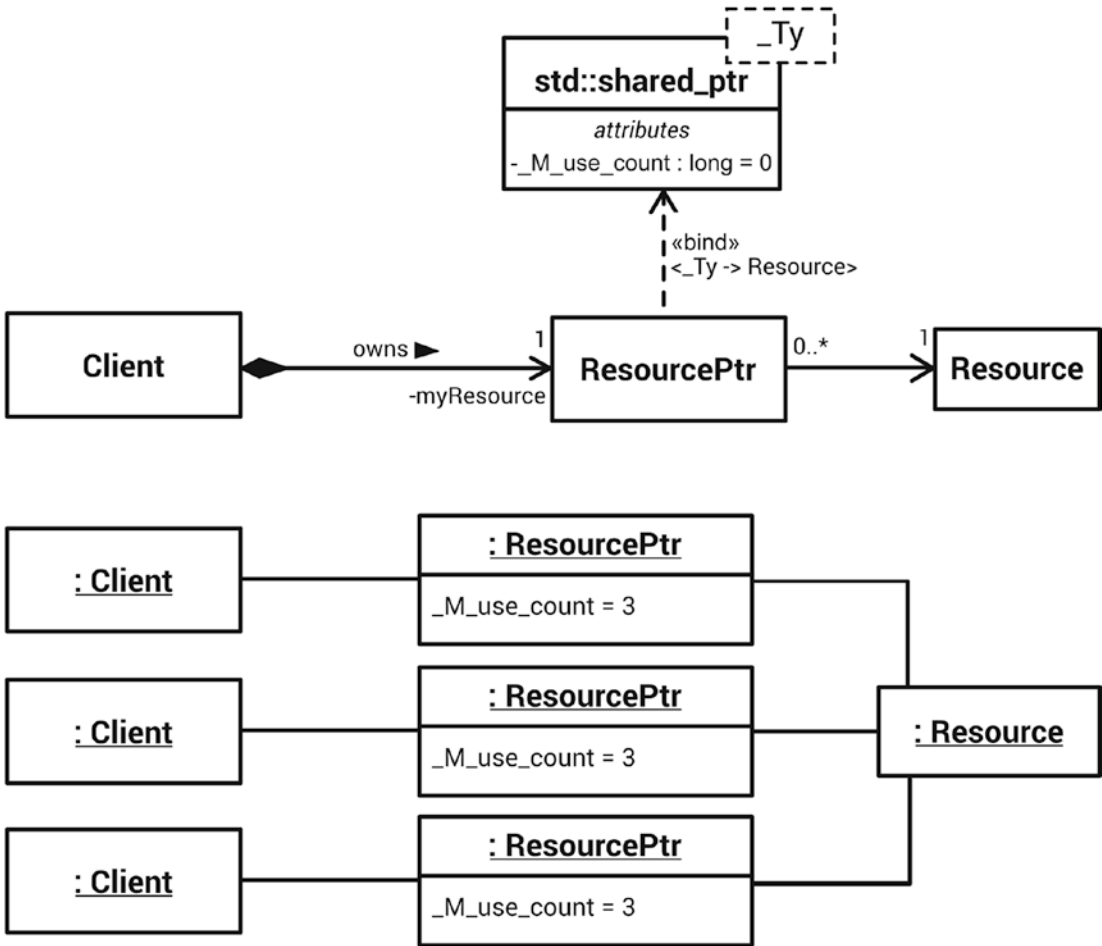 _Ty
std::shared_ptr
attributes
-_M_use_count : long = 0
«bind»
<_Ty -> Resource>
Client
owns ►
-myResource
1
ResourcePtr
0..*
1
Resource
: Client
: ResourcePtr
_M_use_count = 3
: Client
: ResourcePtr
_M_use_count = 3
: Resource
: Client
: ResourcePtr
_M_use_count = 3